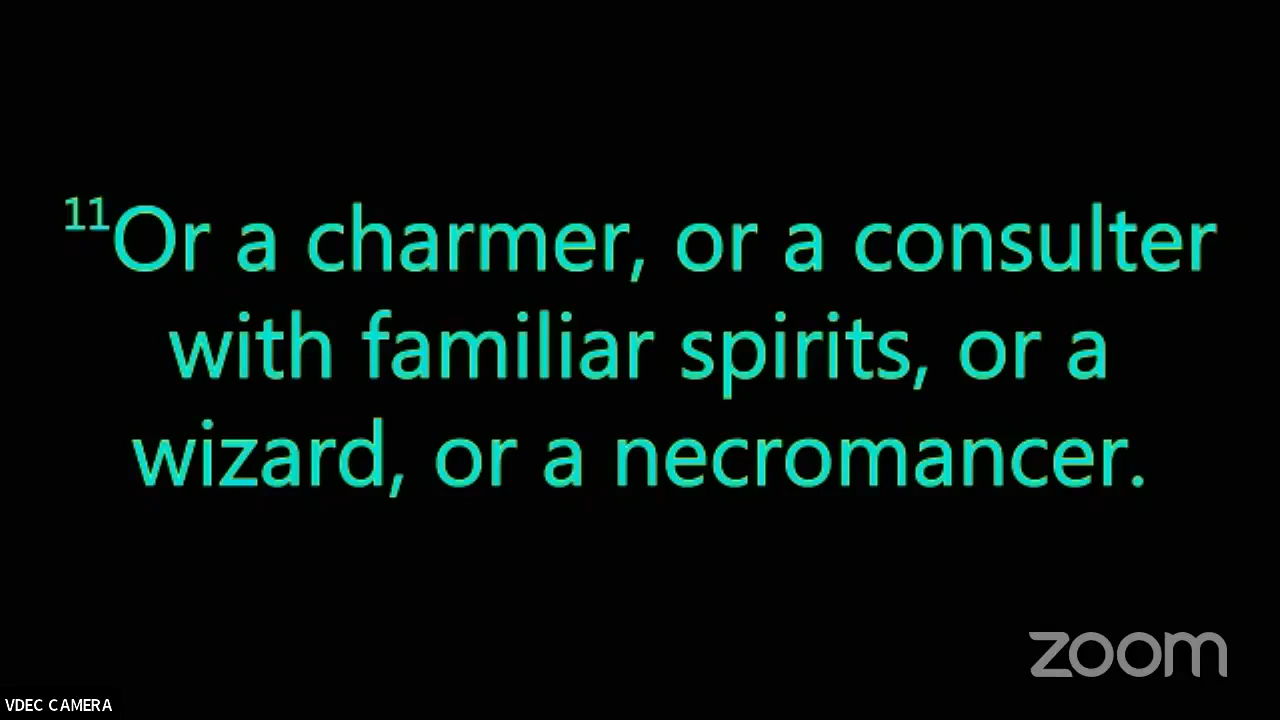 11Or a charmer, or a consulter
with familiar spirits, or a
wizard, or a necromancer.
zoom
VDEC CAMERA